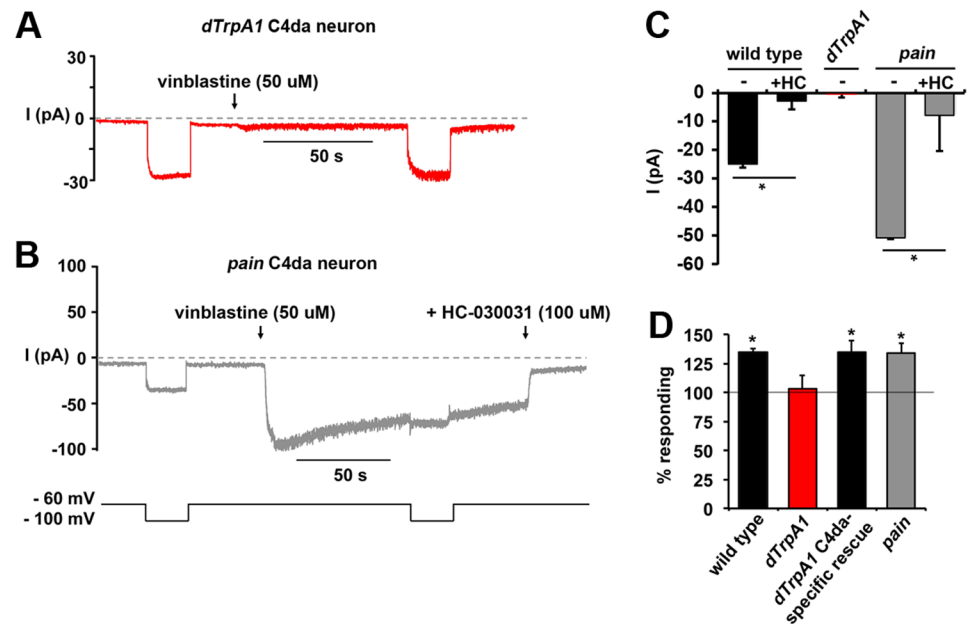 A
dTrpA1 C4da neuron
30
vinblastine (50 uM)
I (pA)
0
50 s
-30
B
pain C4da neuron
100
50
vinblastine (50 uM)
+ HC-030031 (100 uM)
I (pA)
0
-50
-100
50 s
- 60 mV
- 100 mV
C
wild type
dTrpA1
pain
-
+HC
-
-
+HC
0
-10
-20
-30
-40
-50
-60
I (pA)
*
*
D
150
125
100
75
50
25
0
% responding
*
*
*
wild type
dTrpA1
dTrpA1 C4da-
specific rescue
pain